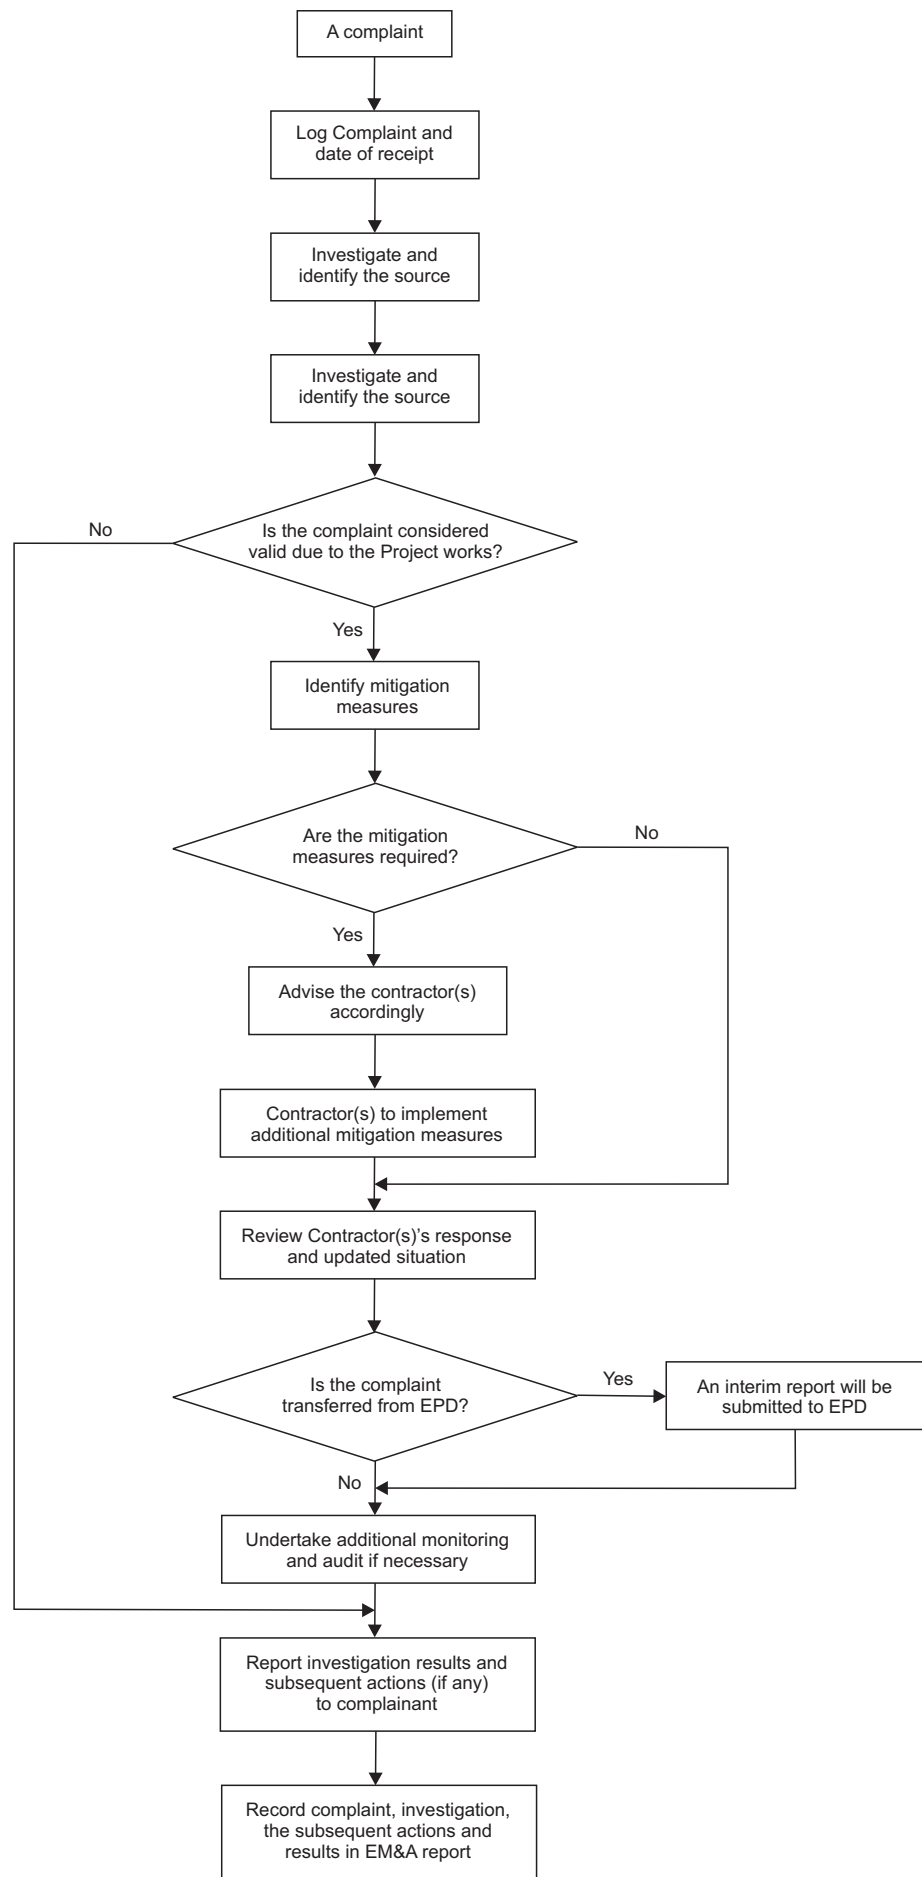 A complaint
Log Complaint and
date of receipt
Investigate and
identify the source
Investigate and
identify the source
Is the complaint considered
valid due to the Project works?
No
Yes
Identify mitigation
measures
Are the mitigation
measures required?
No
Yes
Advise the contractor(s)
accordingly
Contractor(s) to implement
additional mitigation measures
Review Contractor(s)’s response
and updated situation
Is the complaint
transferred from EPD?
Yes
An interim report will be
submitted to EPD
No
Undertake additional monitoring
and audit if necessary
Report investigation results and
subsequent actions (if any)
to complainant
Record complaint, investigation,
the subsequent actions and
results in EM&A report